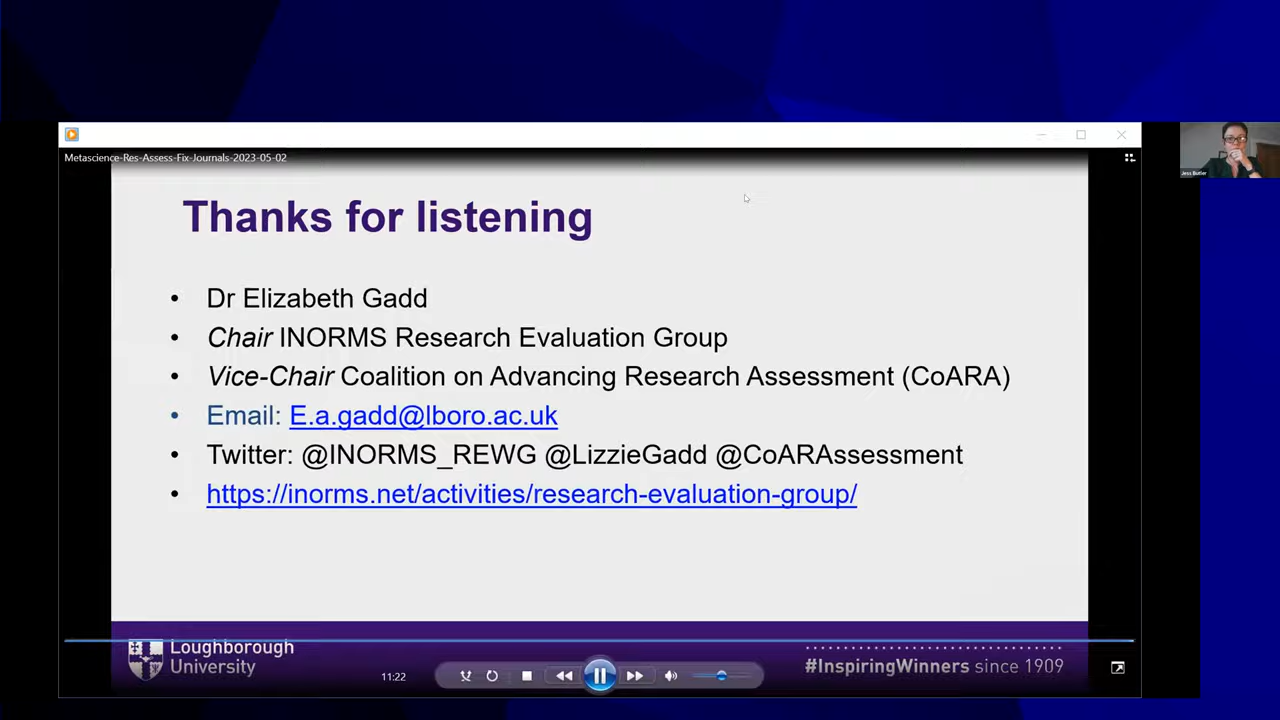 Metascience-Res-Assess-Fix-Journals-2023-05-02
Jess Butler
Thanks for listening
• Dr Elizabeth Gadd
• Chair INORMS Research Evaluation Group
• Vice-Chair Coalition on Advancing Research Assessment (CoARA)
• Email: E.a.gadd@lboro.ac.uk
• Twitter: @INORMS_REWG @LizzieGadd @CoARAssessment
• https://inorms.net/activities/research-evaluation-group/
Loughborough
University
#InspiringWinners since 1909
11:22